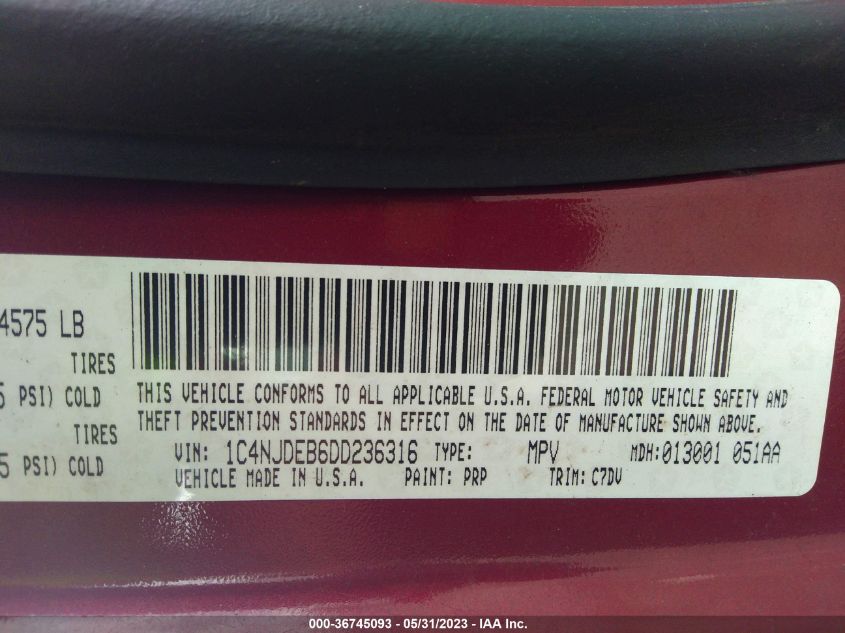 4575 LB
TIRES
5 PSI) COLD
TIRES
5 PSI) COLD
THIS VEHICLE CONFORMS TO ALL APPLICABLE U.S.A. FEDERAL MOTOR VEHICLE SAFETY AND
THEFT PREVENTION STANDARDS IN EFFECT ON THE DATE OF MANUFACTURE SHOWN ABOVE.
VIN: 1C4NJDEB6DD236316 TYPE: MPV MDH:013001 051AA
VEHICLE MADE IN U.S.A. PAINT: PRP TRIM: C7DV
000-36745093 - 05/31/2023 - IAA Inc.